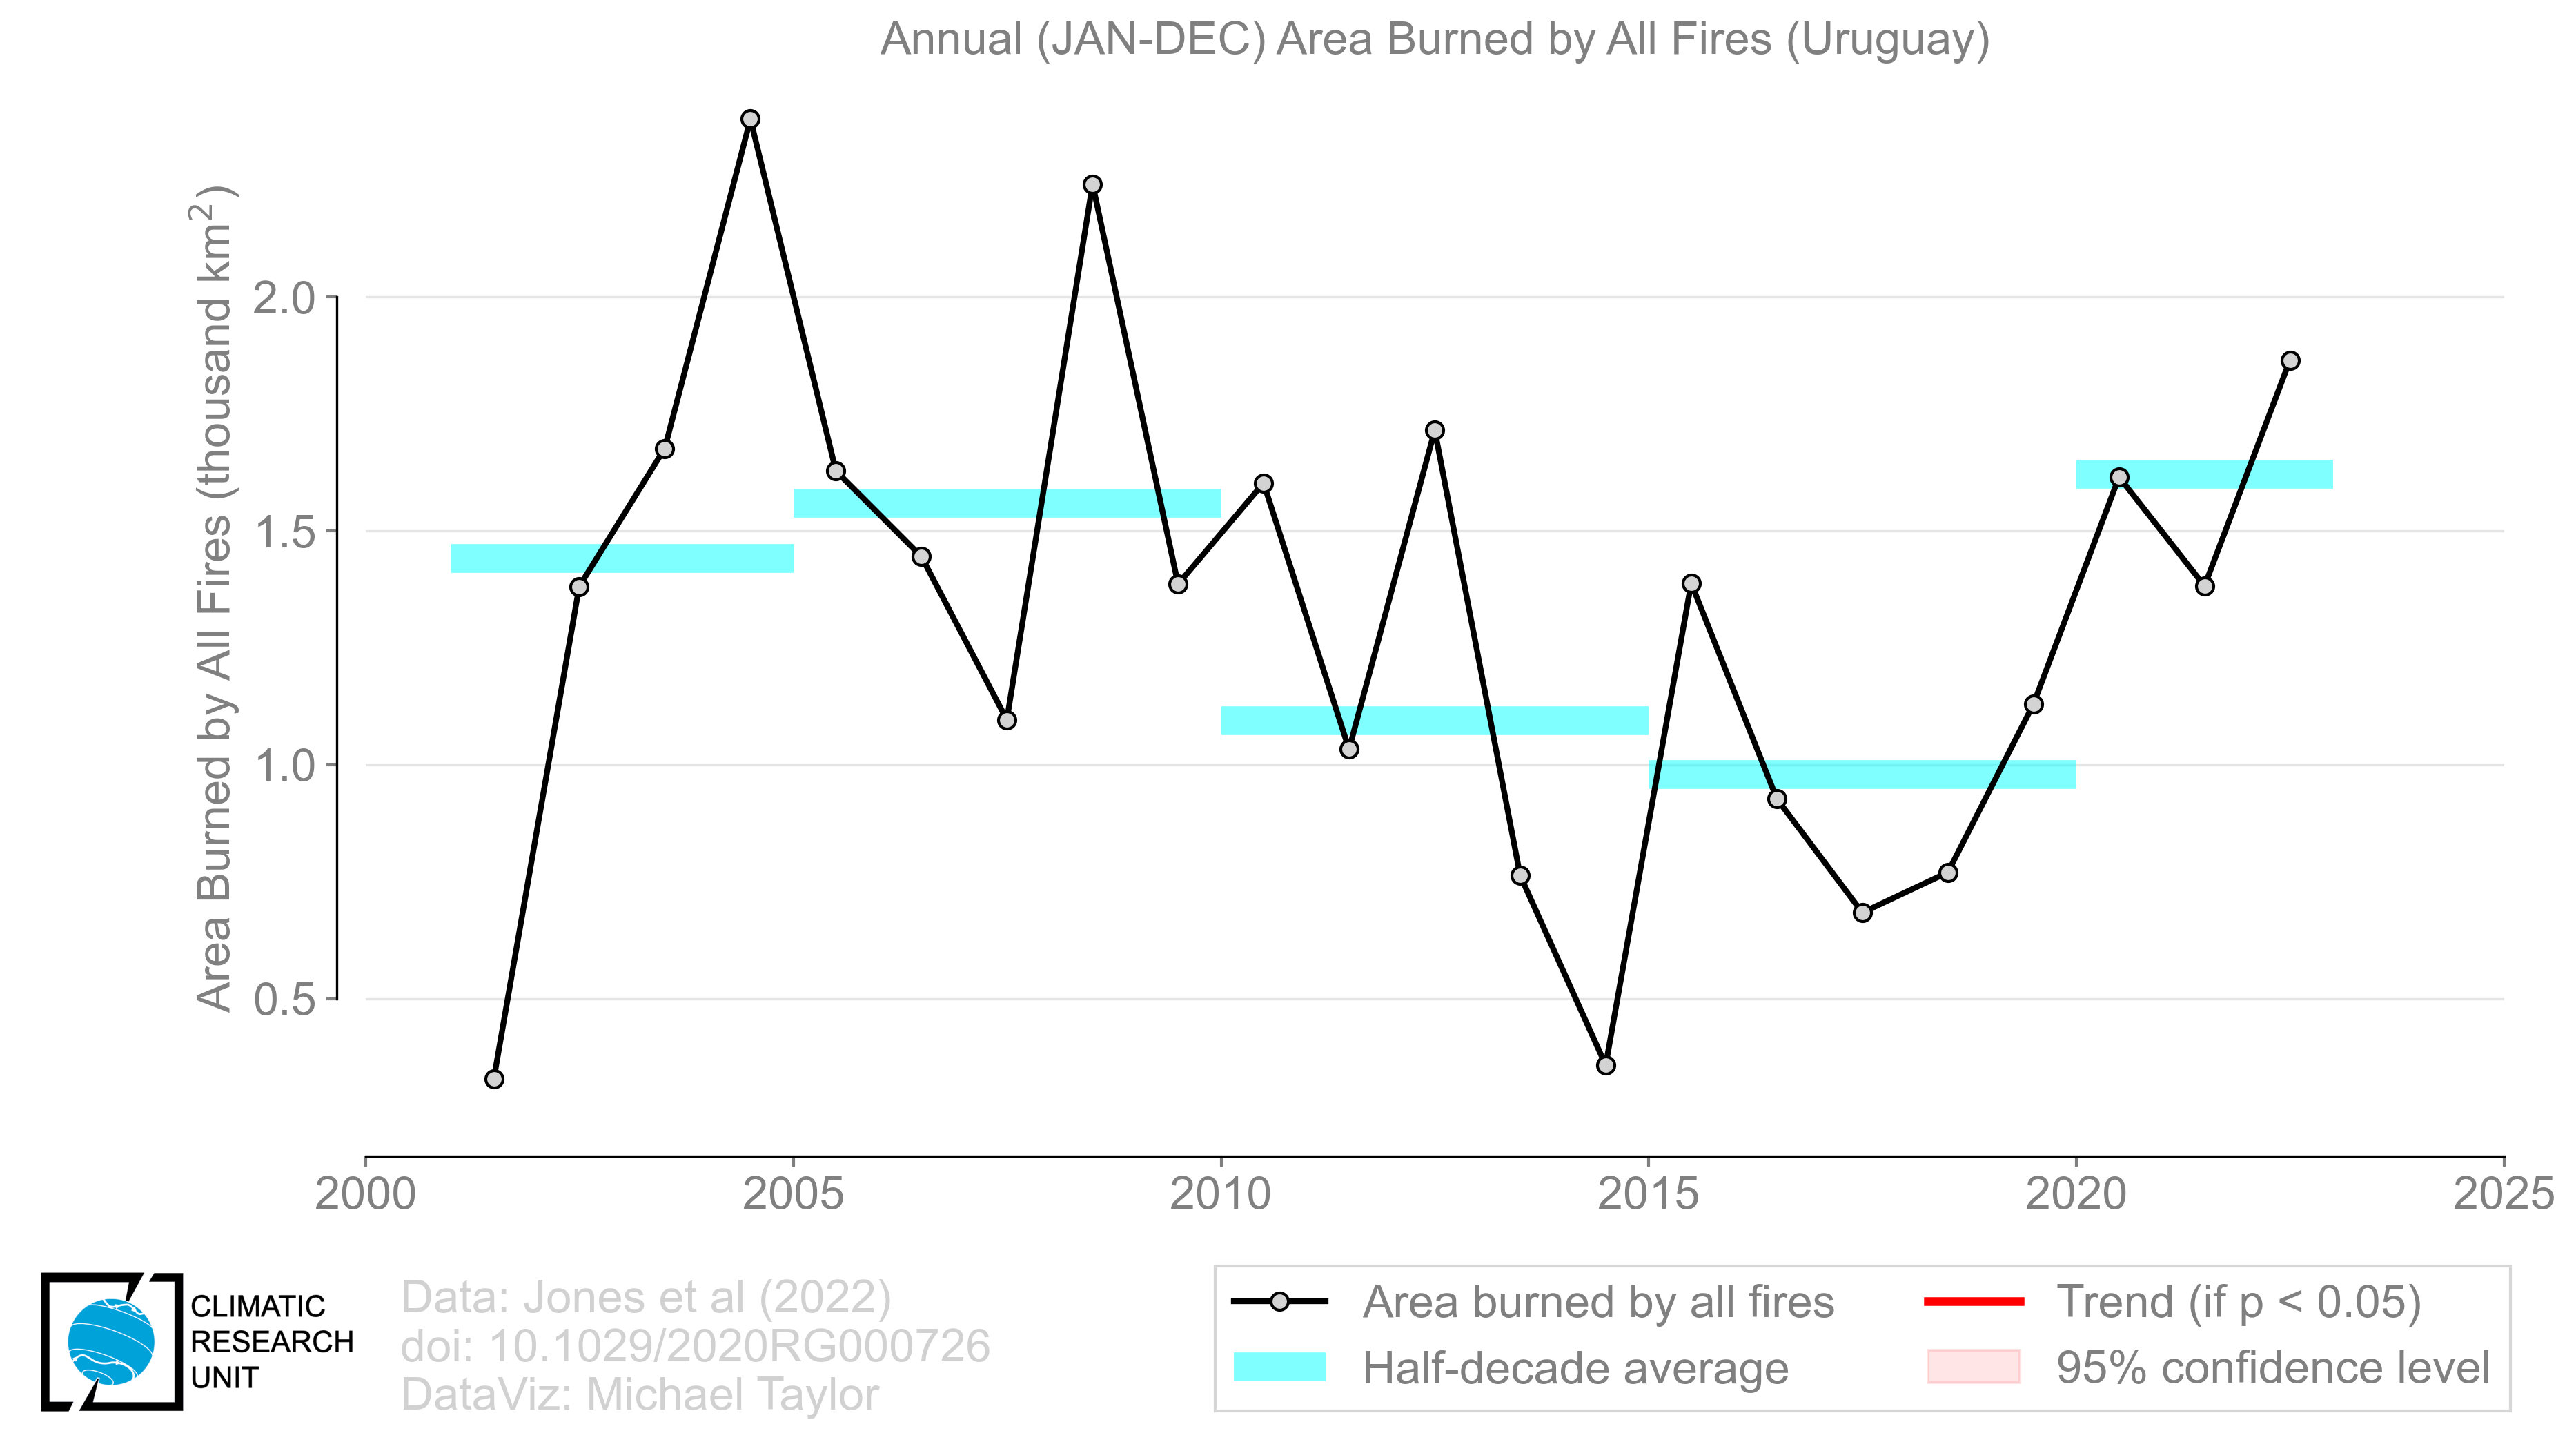 Annual (JAN-DEC) Area Burned by All Fires (Uruguay)
Area Burned by All Fires (thousand km²)
2.0
1.5
1.0
0.5
2000 2005 2010 2015 2020 2025
CLIMATIC
RESEARCH
UNIT
Data: Jones et al (2022)
doi: 10.1029/2020RG000726
DataViz: Michael Taylor
Area burned by all fires
Half-decade average
Trend (if p < 0.05)
95% confidence level